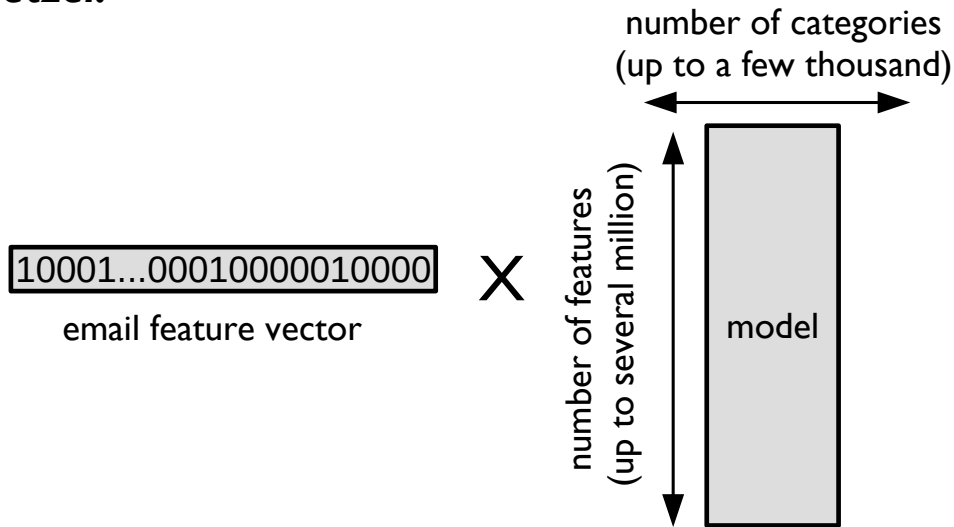 number of categories
(up to a few thousand)
10001...00010000010000
X
email feature vector
number of features
(up to several million)
model